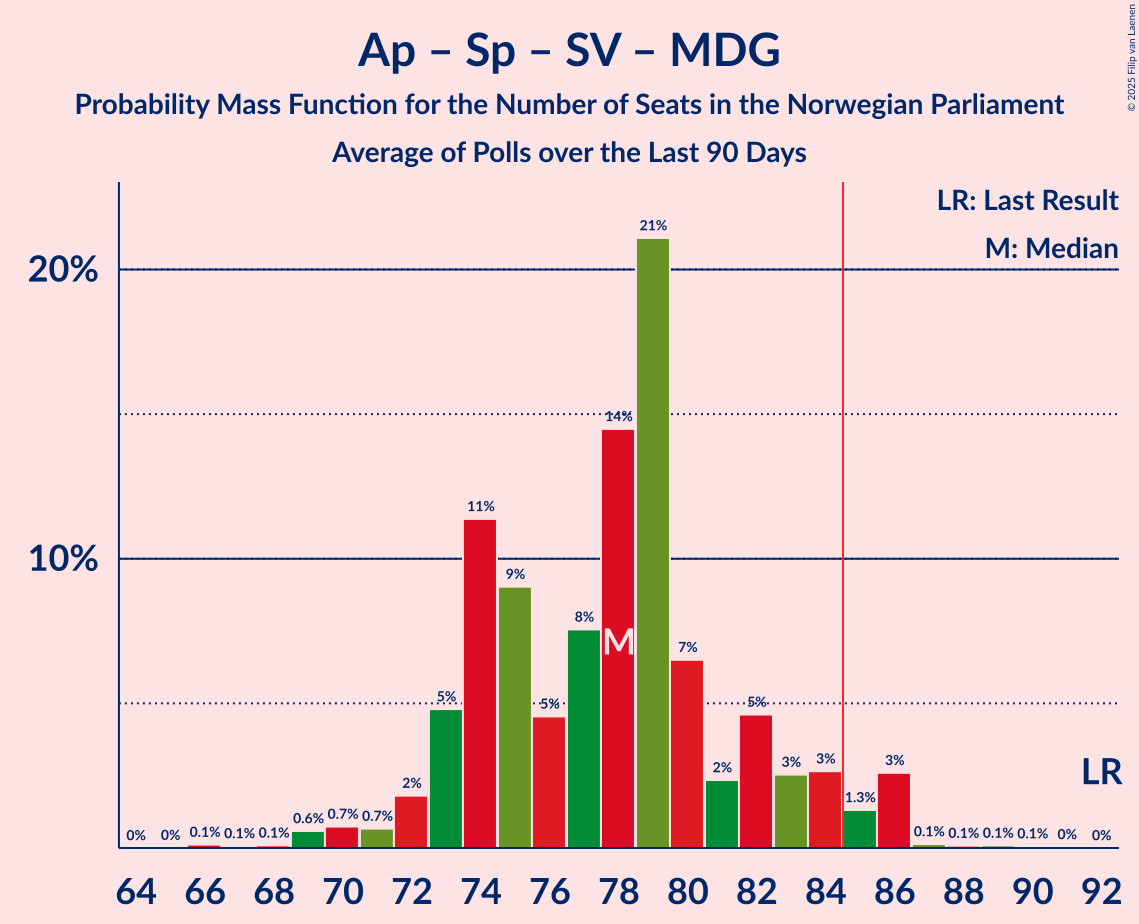 Ap – Sp – SV – MDG
Probability Mass Function for the Number of Seats in the Norwegian Parliament
Average of Polls over the Last 90 Days
© 2025 Filip van Laenen
LR: Last Result
M: Median
20%
10%
0% 0% 0.1% 0.1% 0.1% 0.6% 0.7% 0.7% 2% 5% 11% 9% 5% 8% 14% 21% 7% 2% 5% 3% 3% 1.3% 3% 0.1% 0.1% 0.1% 0.1% 0% 0%
M
LR
64 66 68 70 72 74 76 78 80 82 84 86 88 90 92